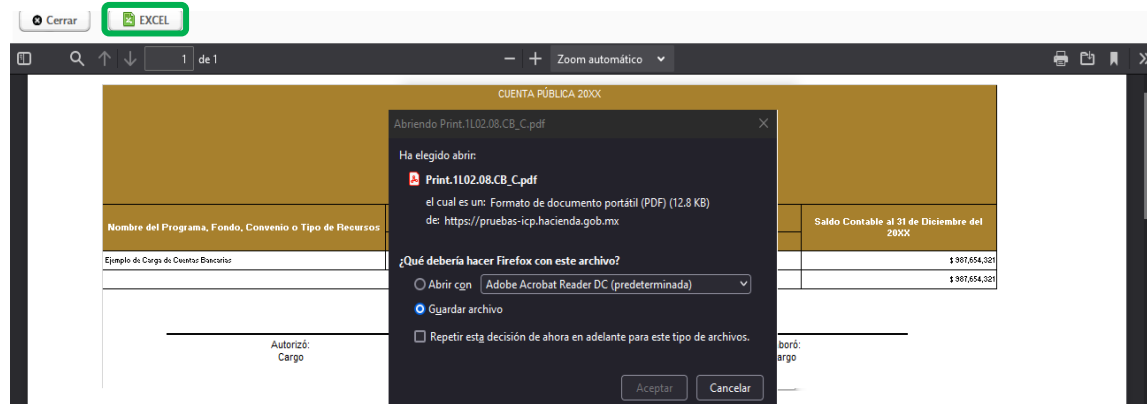 Cerrar EXCEL
1 de 1 Zoom automático
CUENTA PÚBLICA 20XX
Abriendo Print.1L02.08.CB_C.pdf
Ha elegido abrir:
Print.1L02.08.CB_C.pdf
el cual es un: Formato de documento portátil (PDF) (12.8 KB)
de: https://pruebas-icp.hacienda.gob.mx
Nombre del Programa, Fondo, Convenio o Tipo de Recursos
Saldo Contable al 31 de Diciembre del
20XX
Ejemplo de Carga de Cuentas Bancarias
$ 987,654,321
$ 987,654,321
¿Qué debería hacer Firefox con este archivo?
Abrir con Adobe Acrobat Reader DC (predeterminada)
Guardar archivo
Repetir esta decisión de ahora en adelante para este tipo de archivos.
Autorizó:
Cargo
boró:
argo
Aceptar Cancelar